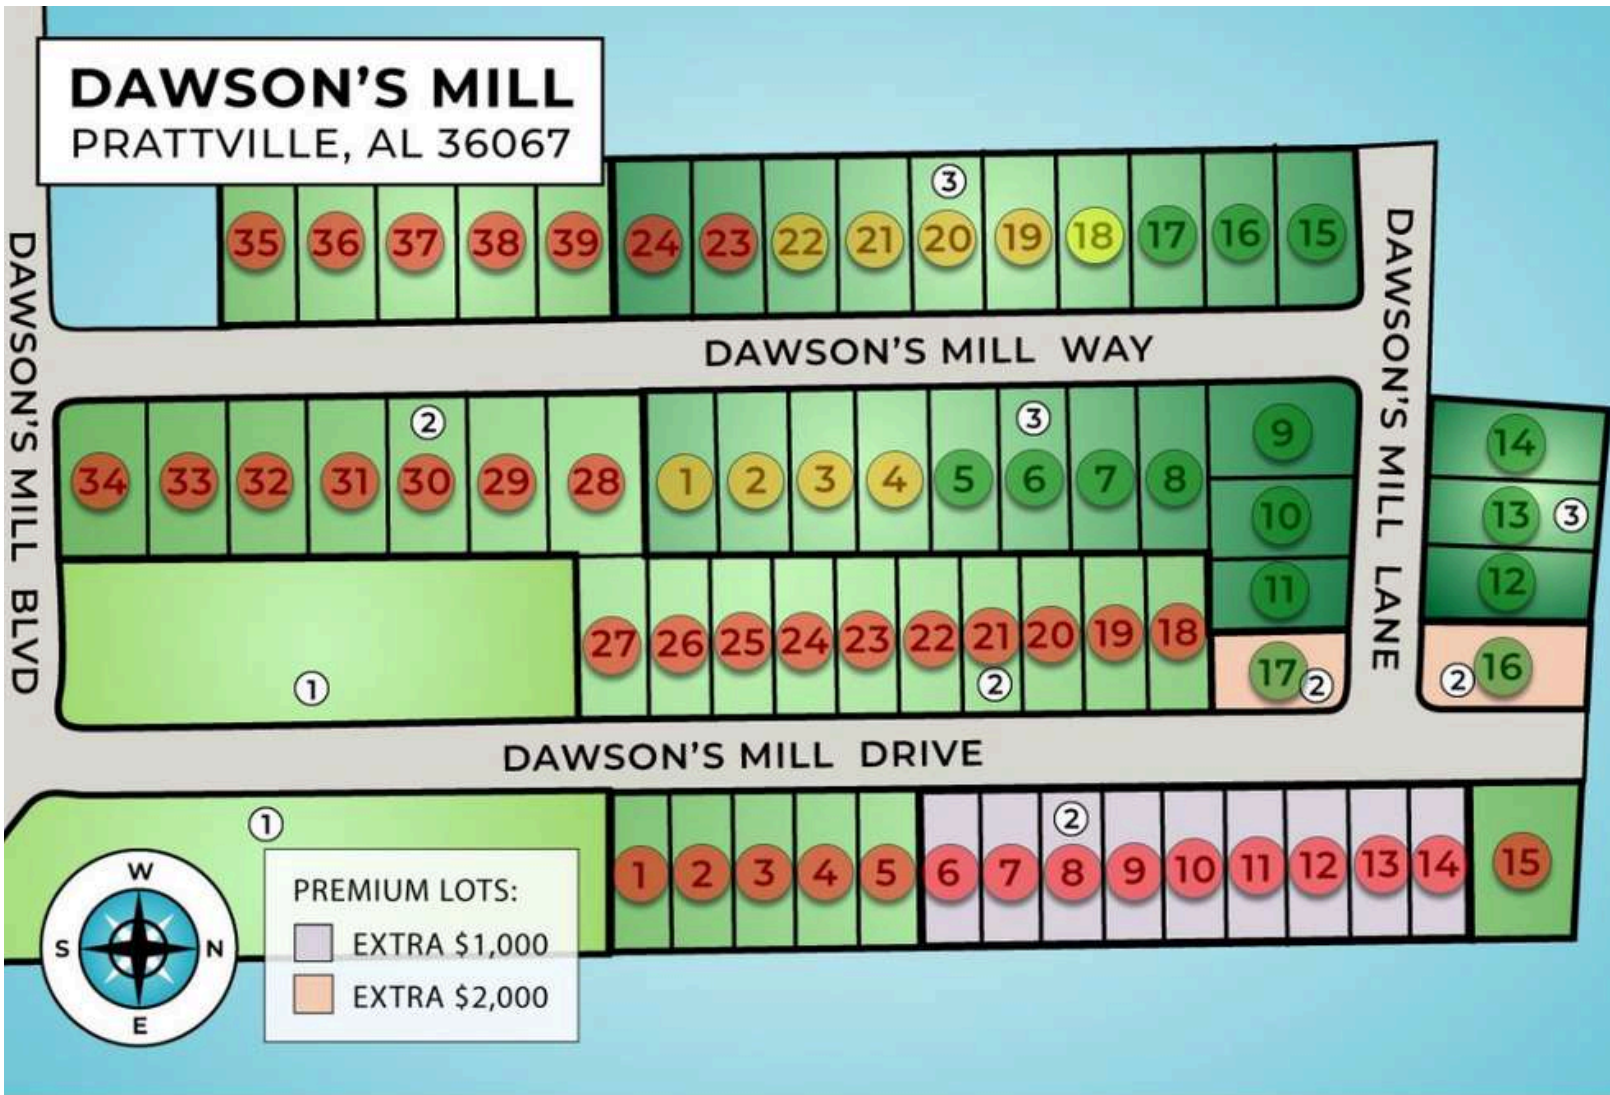 DAWSON'S MILL
PRATTVILLE, AL 36067
3
35 36 37 38 39 24 23 22 21 20 19 18 17 16 15
DAWSON'S MILL BLVD
DAWSON'S MILL WAY
DAWSON'S MILL LANE
2 3
34 33 32 31 30 29 28 1 2 3 4 5 6 7 8
9
10
11
14
13 3
12
27 26 25 24 23 22 21 20 19 18
2
17 2
2 16
1
DAWSON'S MILL DRIVE
1
2
1 2 3 4 5 6 7 8 9 10 11 12 13 14 15
W
S N
E
PREMIUM LOTS:
EXTRA $1,000
EXTRA $2,000